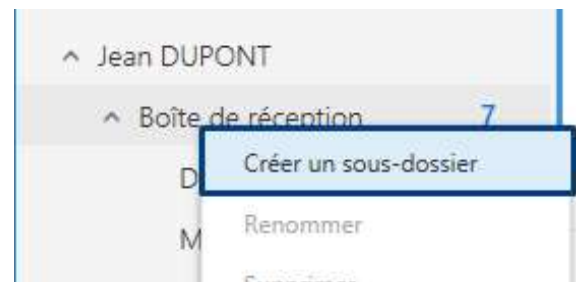 Jean DUPONT
Boîte de réception 7
Créer un sous-dossier
D
Renommer
M